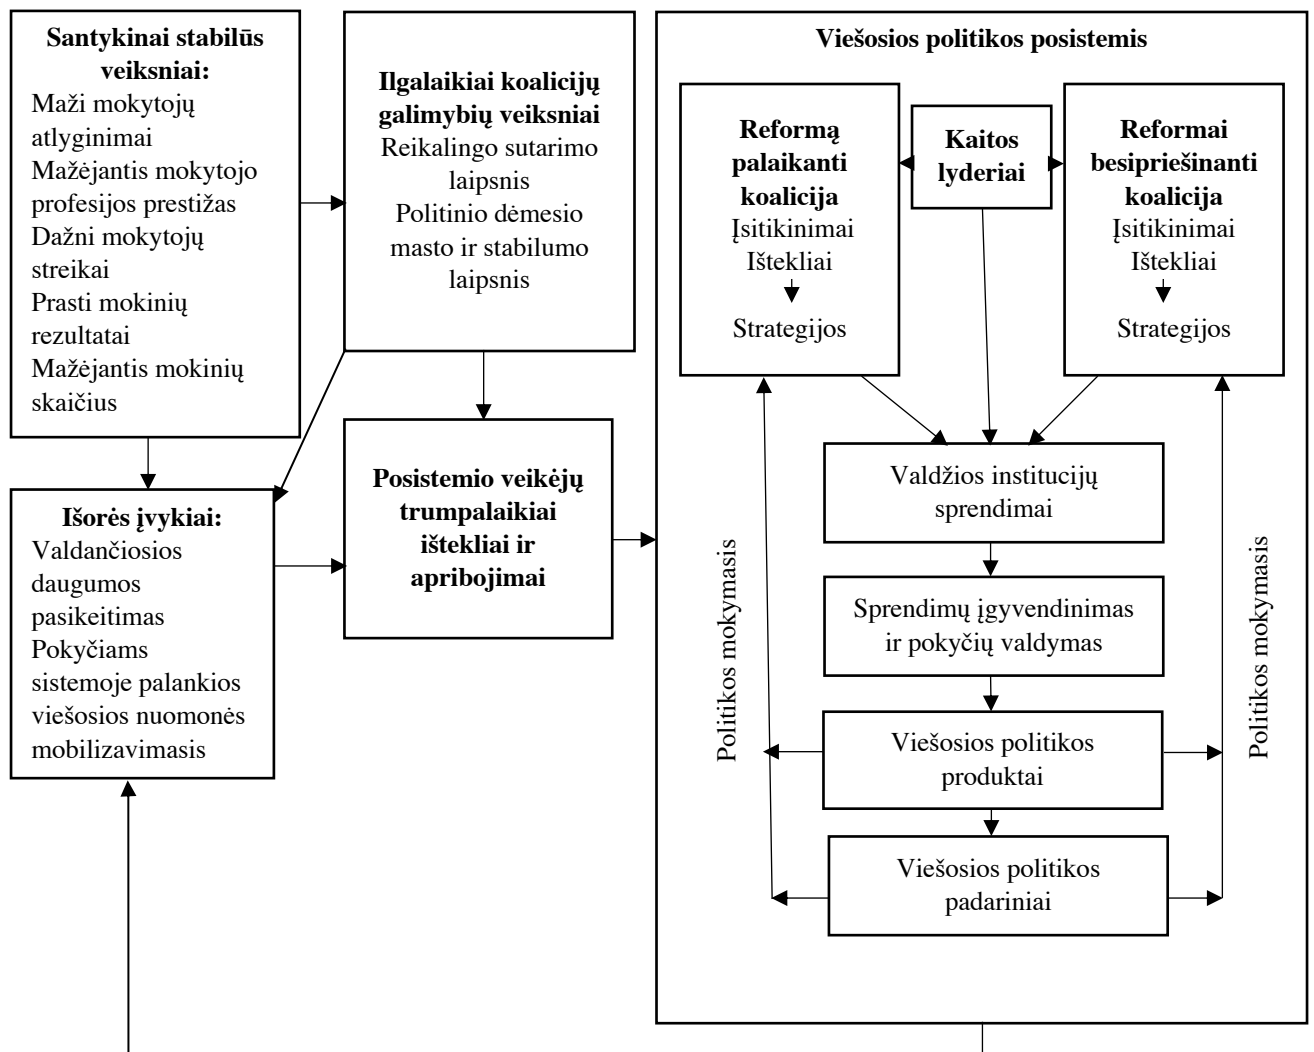 Santykinai stabilūs
veiksniai:
Maži mokytojų
atlyginimai
Mažėjantis mokytojo
profesijos prestižas
Dažni mokytojų
streikai
Prasti mokinių
rezultatai
Mažėjantis mokinių
skaičius
Išorės įvykiai:
Valdančiosios
daugumos
pasikeitimas
Pokyčiams
sistemoje palankios
viešosios nuomonės
mobilizavimasis
Ilgalaikiai koalicijų
galimybių veiksniai
Reikalingo sutarimo
laipsnis
Politinio dėmesio
masto ir stabilumo
laipsnis
Posistemio veikėjų
trumpalaikiai
ištekliai ir
apribojimai
Viešosios politikos posistemis
Reformą
palaikanti
koalicija
Įsitikinimai
Ištekliai
Strategijos
Kaitos
lyderiai
Reformai
besipriešinanti
koalicija
Įsitikinimai
Ištekliai
Strategijos
Valdžios institucijų
sprendimai
Sprendimų įgyvendinimas
ir pokyčių valdymas
Viešosios politikos
produktai
Viešosios politikos
padariniai
Politikos mokymasis
Politikos mokymasis